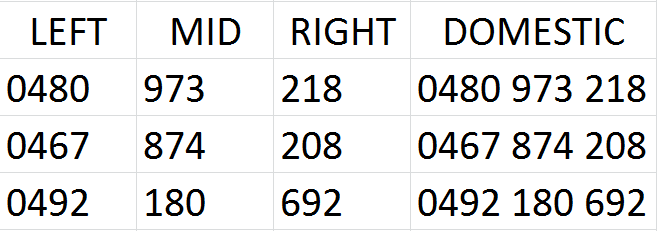 LEFT MID RIGHT DOMESTIC
0480 973 218 0480 973 218
0467 874 208 0467 874 208
0492 180 692 0492 180 692